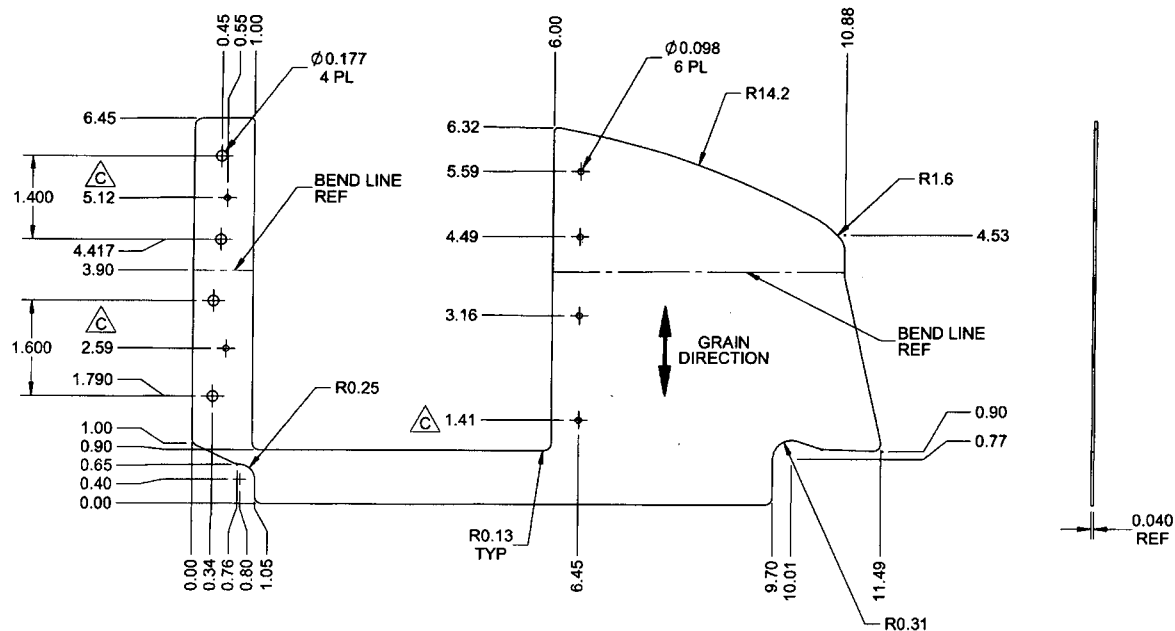 0.45
0.55
1.00
6.00
10.88
Ø0.177
4 PL
Ø0.098
6 PL
R14.2
6.45
6.32
C
5.59
BEND LINE
REF
R1.6
1.400
5.12
4.49
4.53
4.417
3.90
C
3.16
GRAIN
DIRECTION
BEND LINE
REF
1.600
2.59
1.790
R0.25
C
1.41
0.90
0.77
1.00
0.90
0.65
0.40
0.00
R0.13
TYP
0.040
REF
0.00
0.34
0.76
0.80
1.05
6.45
9.70
10.01
11.49
R0.31